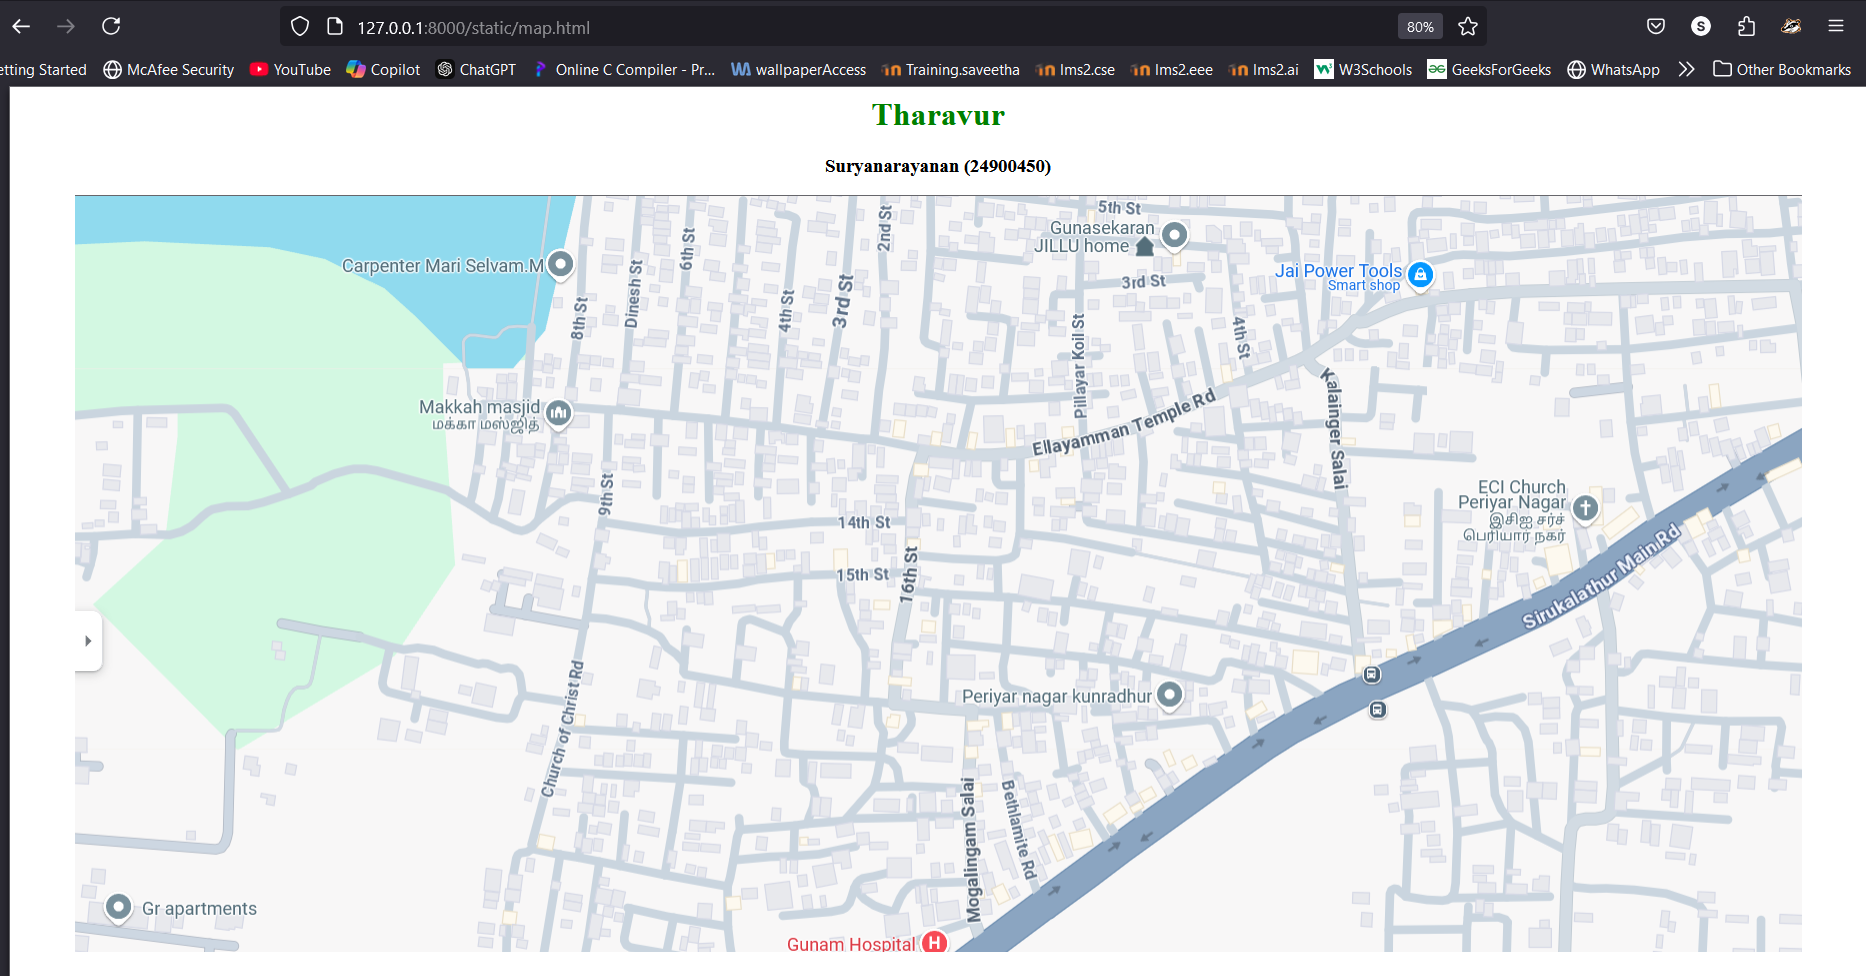 127.0.0.1:8000/static/map.html
80%
etting Started
McAfee Security
YouTube
Copilot
ChatGPT
Online C Compiler - Pr...
wallpaperAccess
Training.saveetha
lms2.cse
lms2.eee
lms2.ai
W3Schools
GeeksForGeeks
WhatsApp
Other Bookmarks
Tharavur
Suryanarayanan (24900450)
5th St
2nd St
Gunasekaran
JILLU home
6th St
Carpenter Mari Selvam.M
Dinesh St
Jai Power Tools
Smart shop
3rd St
8th St
4th St
3rd St
4th St
Pillayar Koil St
Makkah masjid
மக்கா மஸ்ஜித்
Ellayamman Temple Rd
Kalainger Salai
9th St
ECI Church
Periyar Nagar
இசிஐ சர்ச்
பெரியார் நகர்
14th St
15th St
16th St
Sirukalathur Main Rd
Church of Christ Rd
Periyar nagar kunradhur
Mogalingam Salai
Bethlamite Rd
Gr apartments
Gunam Hospital
H